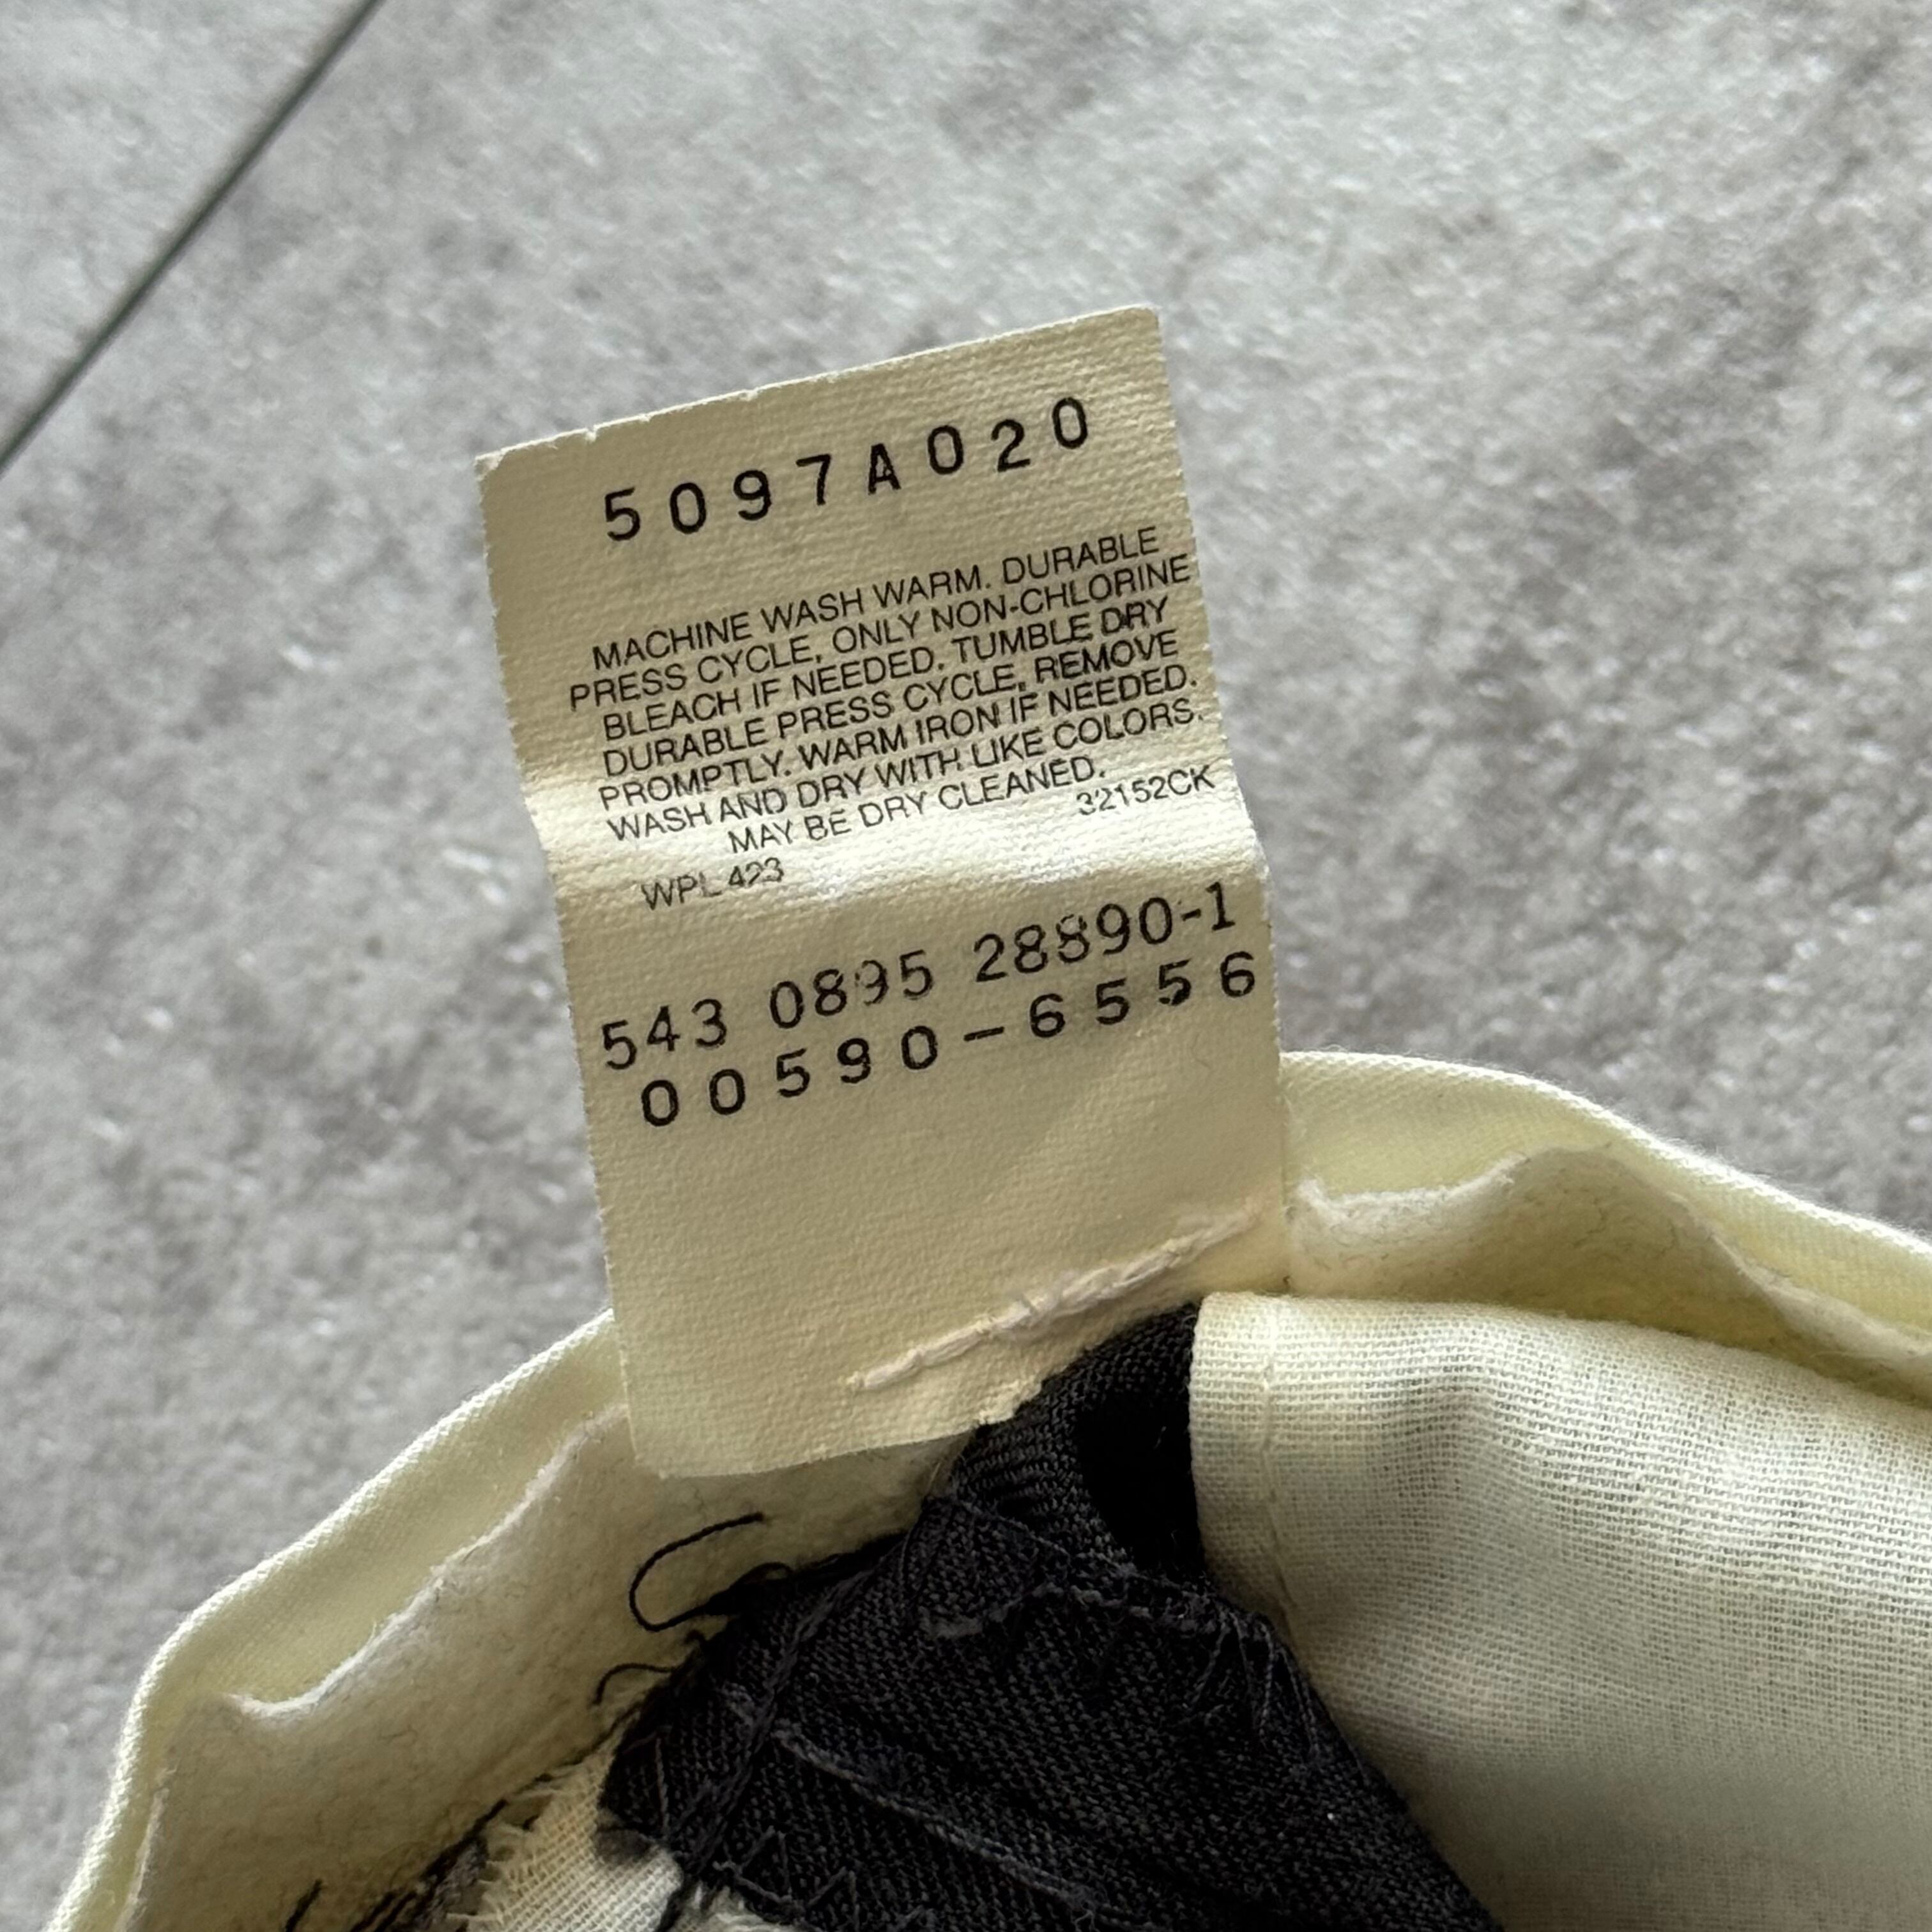 5097A020
MACHINE WASH WARM. DURABLE
PRESS CYCLE, ONLY NON-CHLORINE
BLEACH IF NEEDED. TUMBLE DRY
DURABLE PRESS CYCLE, REMOVE
PROMPTLY. WARM IRON IF NEEDED.
WASH AND DRY WITH LIKE COLORS.
MAY BE DRY CLEANED.
32152CK
WPL 423
543 0895 28890-1
00590-6556